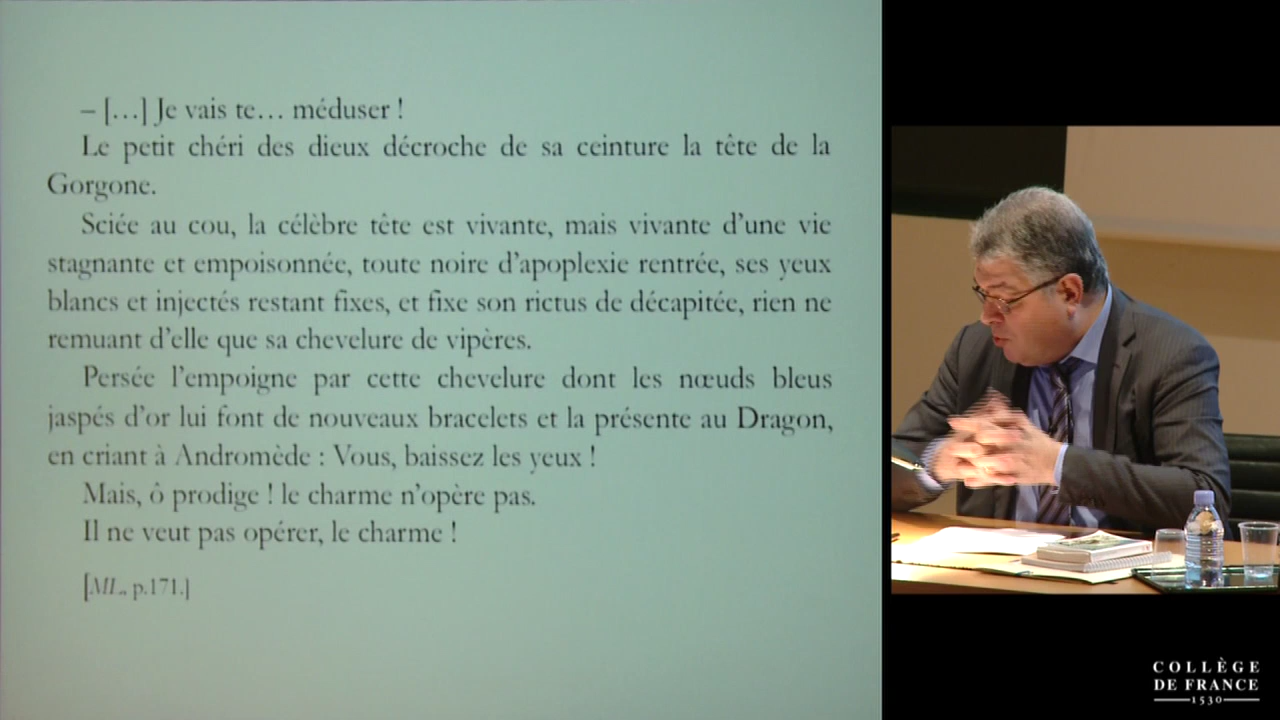 – […] Je vais te… méduser !
Le petit chéri des dieux décroche de sa ceinture la tête de la
Gorgone.
Sciée au cou, la célèbre tête est vivante, mais vivante d’une vie
stagnante et empoisonnée, toute noire d’apoplexie rentrée, ses yeux
blancs et injectés restant fixes, et fixe son rictus de décapitée, rien ne
remuant d’elle que sa chevelure de vipères.
Persée l’empoigne par cette chevelure dont les nœuds bleus
jaspés d’or lui font de nouveaux bracelets et la présente au Dragon,
en criant à Andromède : Vous, baissez les yeux !
Mais, ô prodige ! le charme n’opère pas.
Il ne veut pas opérer, le charme !
[ML, p.171.]
COLLÈGE
DE FRANCE
1530